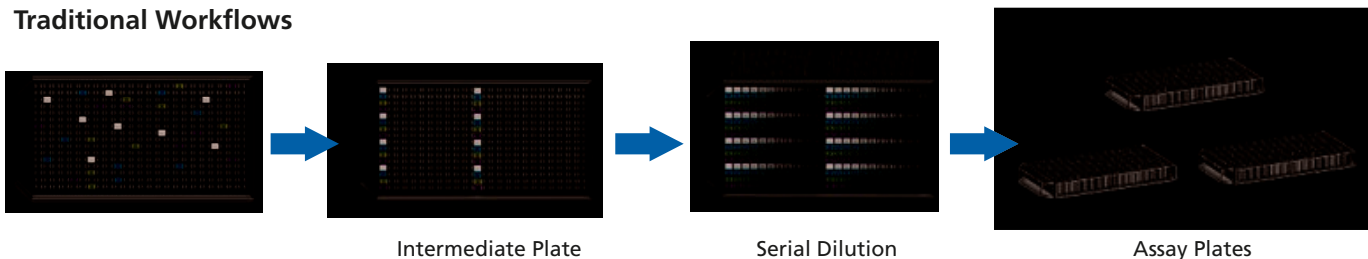 Traditional Workflows
Intermediate Plate
Serial Dilution
Assay Plates